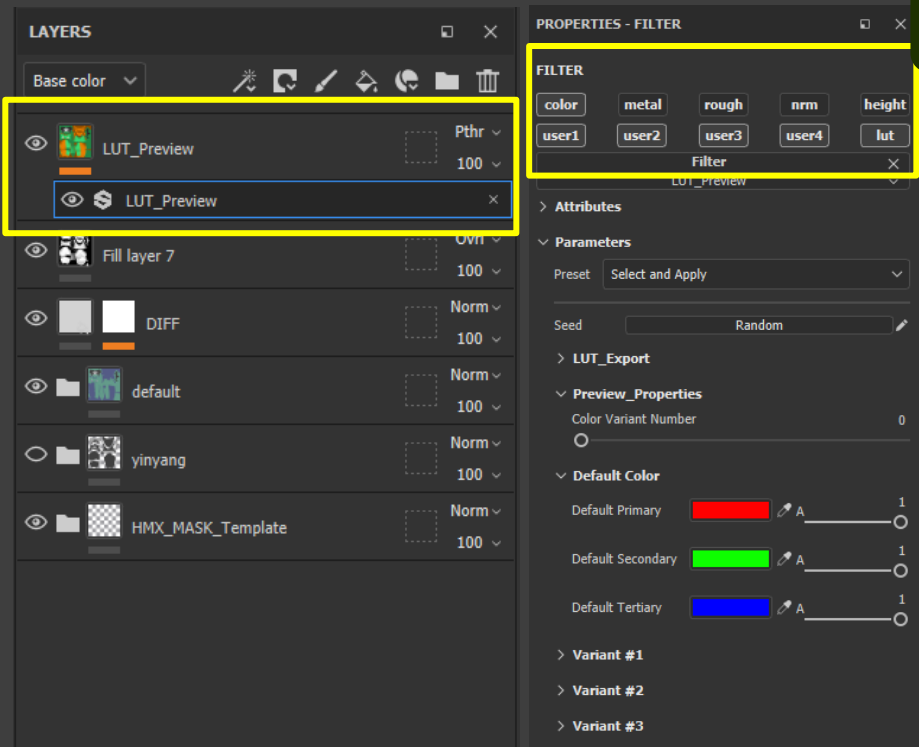 LAYERS
Base color
LUT_Preview
Pthr
100
LUT_Preview
Fill layer 7
Ovrl
100
DIFF
Norm
100
default
Norm
100
yinyang
Norm
100
HMX_MASK_Template
Norm
100
PROPERTIES - FILTER
FILTER
color metal rough nrm height
user1 user2 user3 user4 lut
Filter
LUT_Preview
Attributes
Parameters
Preset Select and Apply
Seed Random
LUT_Export
Preview_Properties
Color Variant Number 0
Default Color
Default Primary A 1
Default Secondary A 1
Default Tertiary A 1
Variant #1
Variant #2
Variant #3